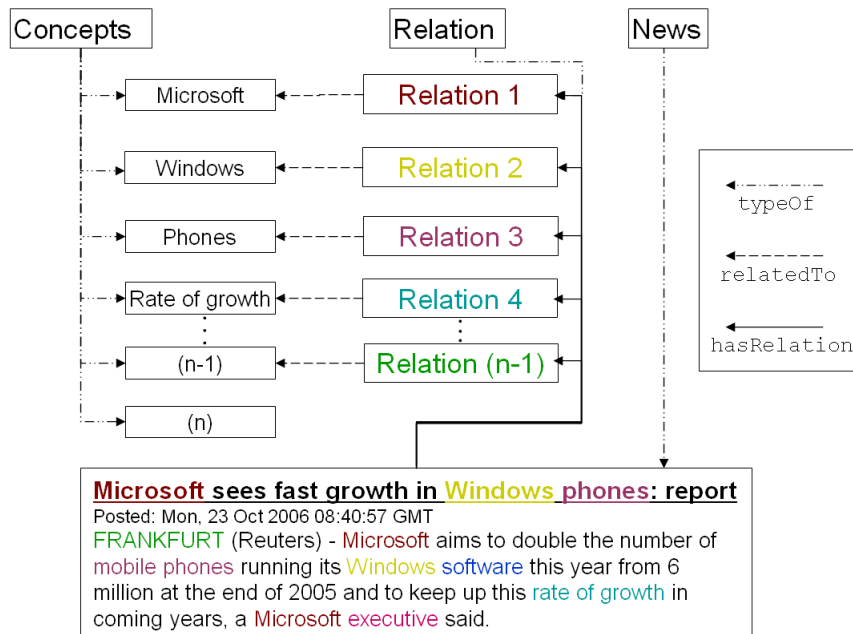 Concepts
Relation
News
Microsoft
Relation 1
Windows
Relation 2
Phones
Relation 3
Rate of growth
Relation 4
(n-1)
Relation (n-1)
(n)
typeOf
relatedTo
hasRelation
Microsoft sees fast growth in Windows phones: report
Posted: Mon, 23 Oct 2006 08:40:57 GMT
FRANKFURT (Reuters) - Microsoft aims to double the number of
mobile phones running its Windows software this year from 6
million at the end of 2005 and to keep up this rate of growth in
coming years, a Microsoft executive said.